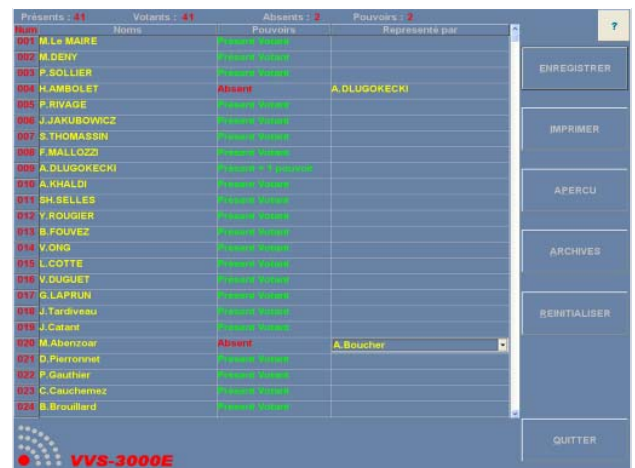 Présents : 41 Votants : 41 Absents : 2 Pouvoirs : 2
Num Noms Pouvoirs Représenté par
001 M.Le MAIRE Présent Votant
002 M.DENY Présent Votant
003 P.SOLLIER Présent Votant
004 H.AMBOLET Absent A.DLUGOKECKI
005 P.RIVAGE Présent Votant
006 J.JAKUBOWICZ Présent Votant
007 S.THOMASSIN Présent Votant
008 F.MALLOZZI Présent Votant
009 A.DLUGOKECKI Présent + 1 pouvoir
010 A.KHALDI Présent Votant
011 SH.SELLES Présent Votant
012 Y.ROUGIER Présent Votant
013 B.FOUVEZ Présent Votant
014 V.ONG Présent Votant
015 L.COTTE Présent Votant
016 V.DUGUET Présent Votant
017 G.LAPRUN Présent Votant
018 J.Tardiveau Présent Votant
019 J.Catant Présent Votant
020 M.Abenzoar Absent A.Boucher
021 D.Pierronnet Présent Votant
022 P.Gauthier Présent Votant
023 C.Cauchemez Présent Votant
024 B.Brouillard Présent Votant
?
ENREGISTRER
IMPRIMER
APERCU
ARCHIVES
REINITIALISER
QUITTER
VVS-3000E